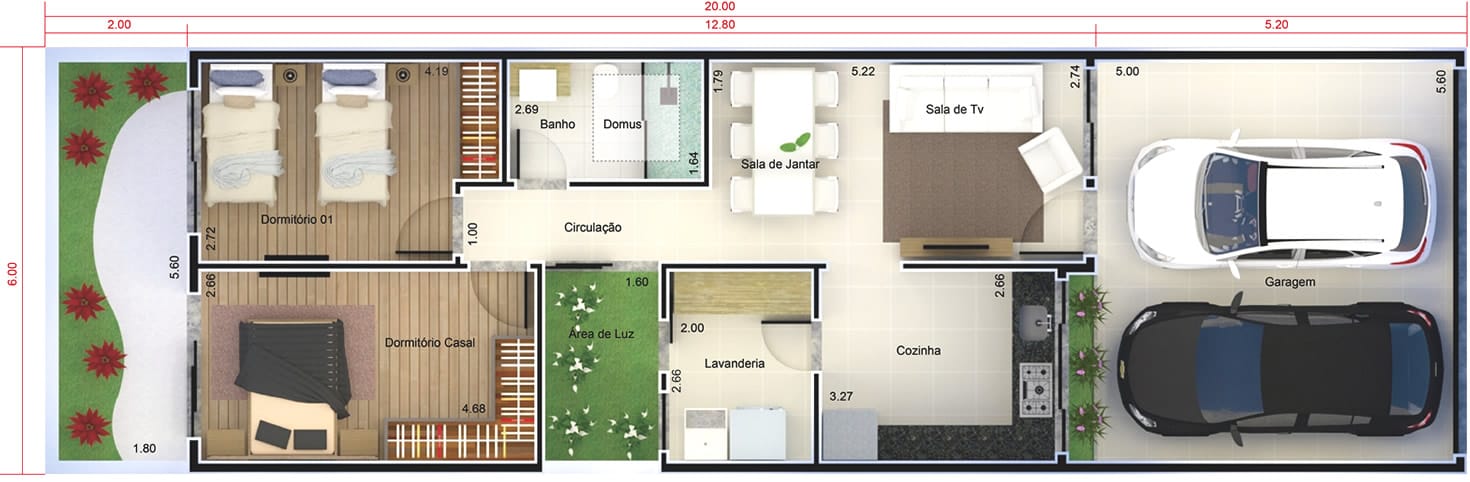 20.00
2.00
12.80
5.20
6.00
4.19
2.69
Banho
Domus
1.64
1.79
5.22
Sala de Tv
2.74
5.00
5.60
Sala de Jantar
Dormitório 01
2.72
1.00
Circulação
5.60
2.66
1.60
2.66
Garagem
Área de Luz
2.00
Dormitório Casal
Lavanderia
Cozinha
2.66
3.27
4.68
1.80